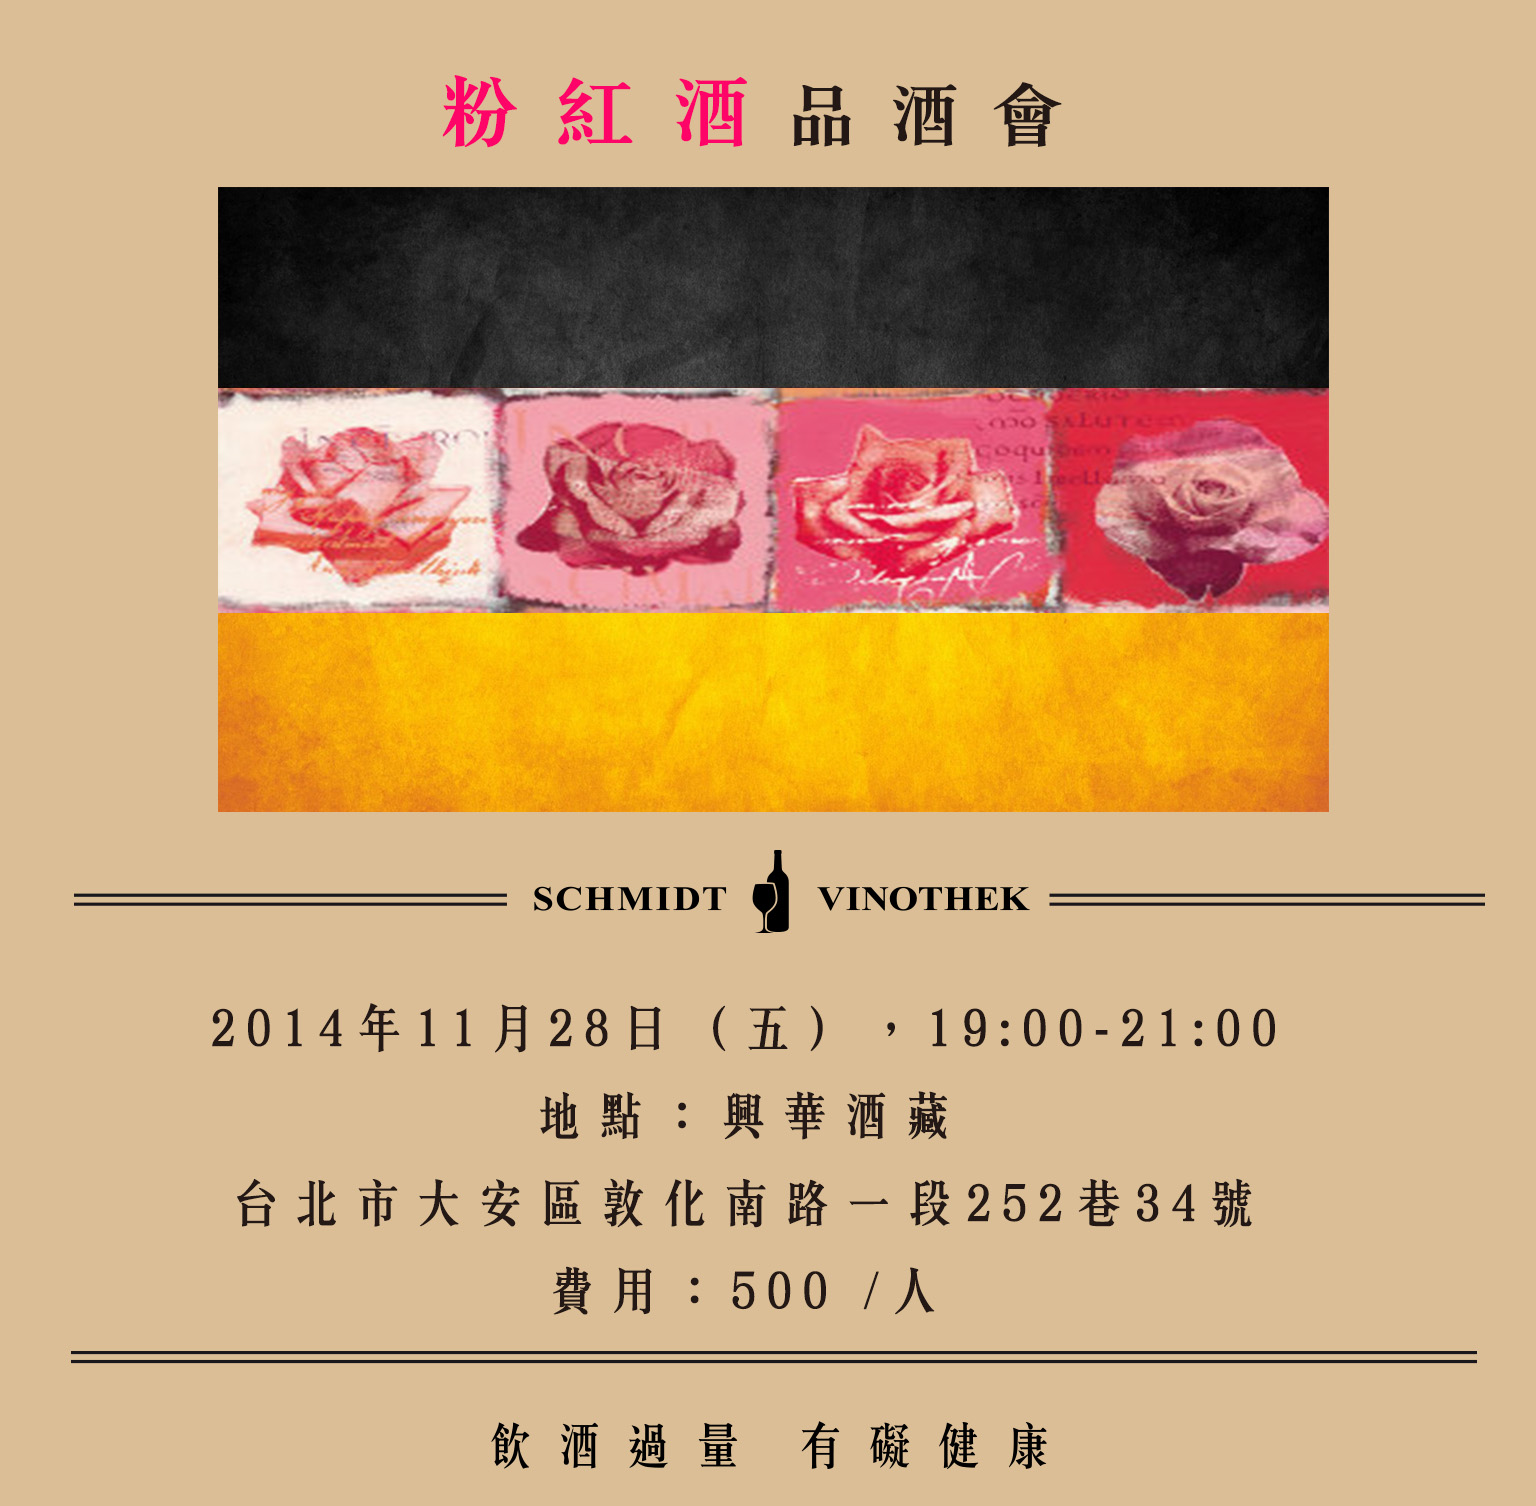 粉紅酒品酒會
SCHMIDT VINOTHEK
2014年11月28日（五），19:00-21:00
地點：興華酒藏
台北市大安區敦化南路一段252巷34號
費用：500 /人
飲酒過量 有礙健康